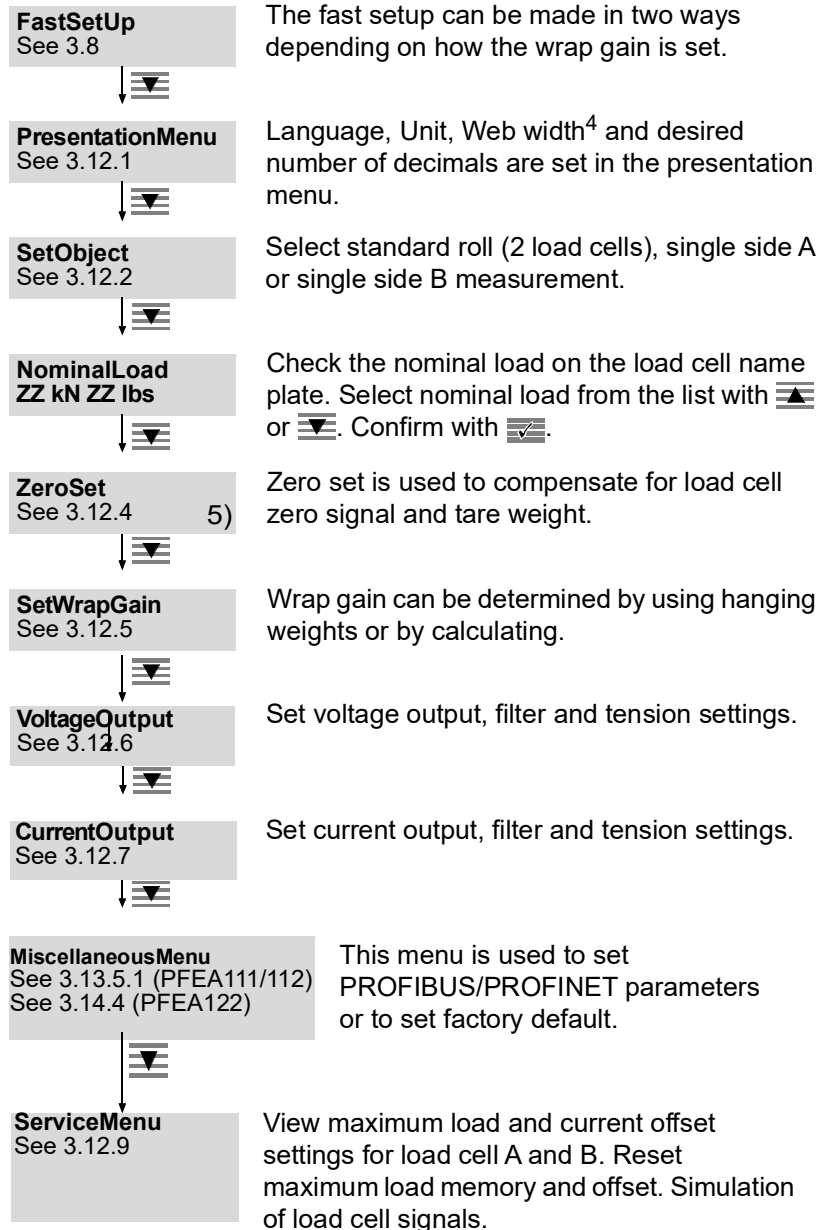 FastSetUp
See 3.8
The fast setup can be made in two ways
depending on how the wrap gain is set.
PresentationMenu
See 3.12.1
Language, Unit, Web width4 and desired
number of decimals are set in the presentation
menu.
SetObject
See 3.12.2
Select standard roll (2 load cells), single side A
or single side B measurement.
NominalLoad
ZZ kN ZZ lbs
Check the nominal load on the load cell name
plate. Select nominal load from the list with ▲
or ▼. Confirm with ✓.
ZeroSet
See 3.12.4 5)
Zero set is used to compensate for load cell
zero signal and tare weight.
SetWrapGain
See 3.12.5
Wrap gain can be determined by using hanging
weights or by calculating.
VoltageOutput
See 3.12.6
Set voltage output, filter and tension settings.
CurrentOutput
See 3.12.7
Set current output, filter and tension settings.
MiscellaneousMenu
See 3.13.5.1 (PFEA111/112)
See 3.14.4 (PFEA122)
This menu is used to set
PROFIBUS/PROFINET parameters
or to set factory default.
ServiceMenu
See 3.12.9
View maximum load and current offset
settings for load cell A and B. Reset
maximum load memory and offset. Simulation
of load cell signals.